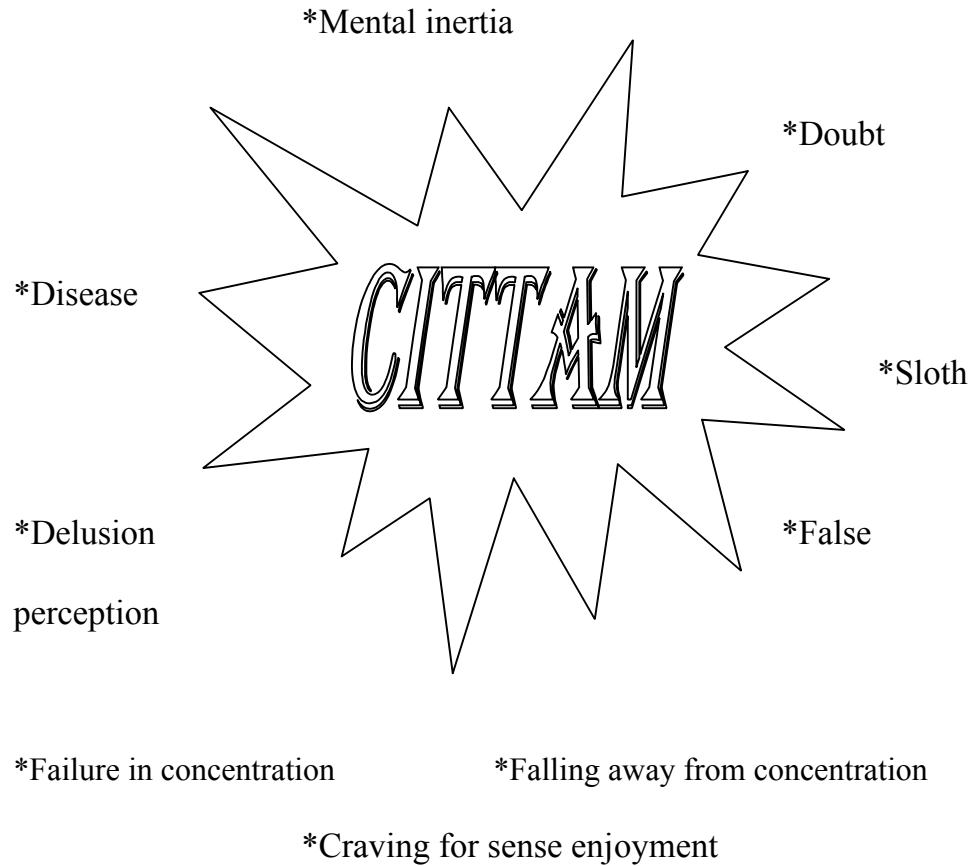 *Mental inertia
*Doubt
CITTAM
*Disease
*Sloth
*Delusion
*False
perception
*Failure in concentration
*Falling away from concentration
*Craving for sense enjoyment